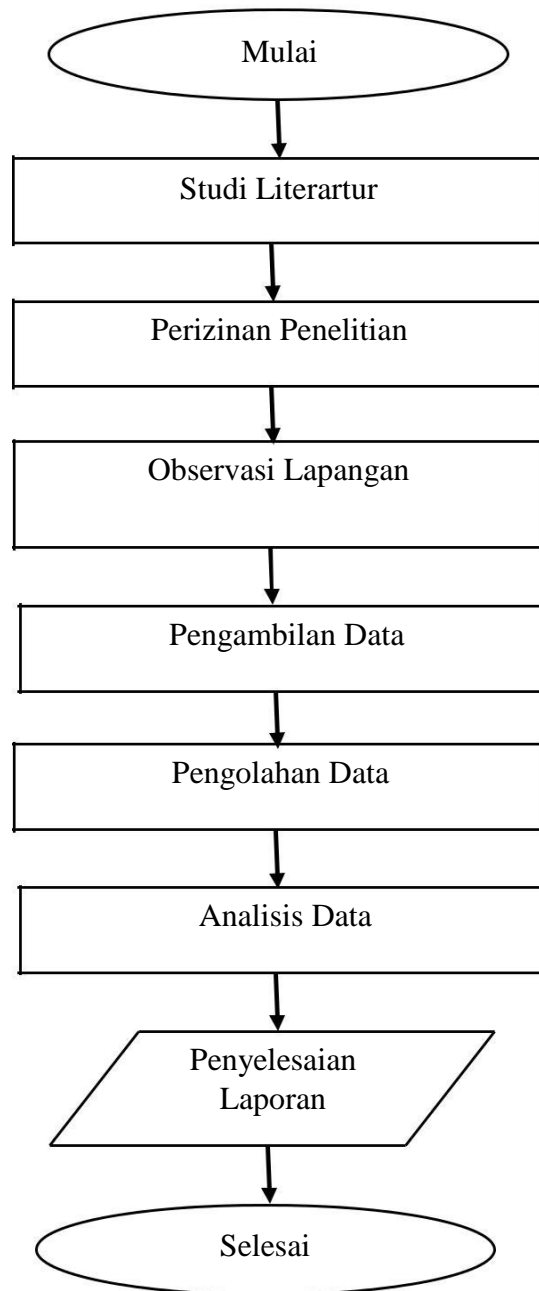 Mulai
Studi Literartur
Perizinan Penelitian
Observasi Lapangan
Pengambilan Data
Pengolahan Data
Analisis Data
Penyelesaian
Laporan
Selesai